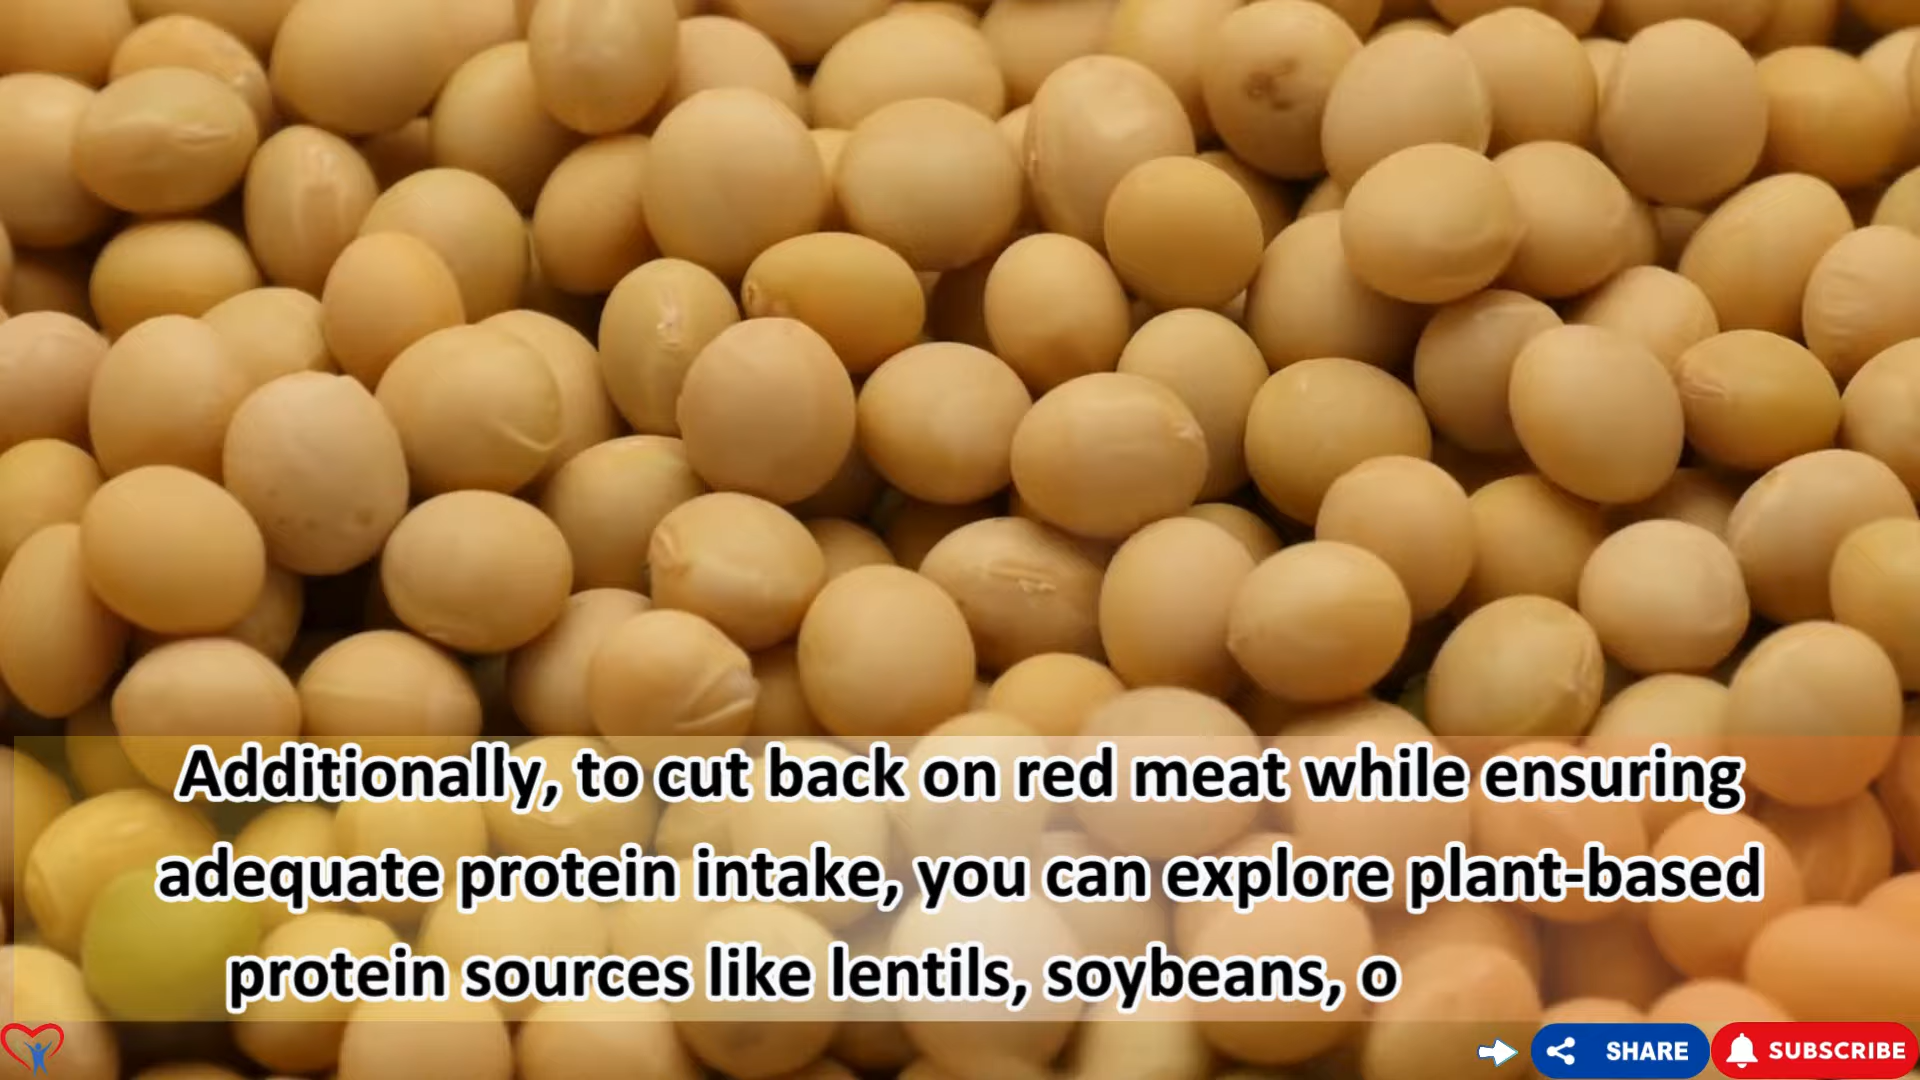 Additionally, to cut back on red meat while ensuring
adequate protein intake, you can explore plant-based
protein sources like lentils, soybeans, o
SHARE
SUBSCRIBE